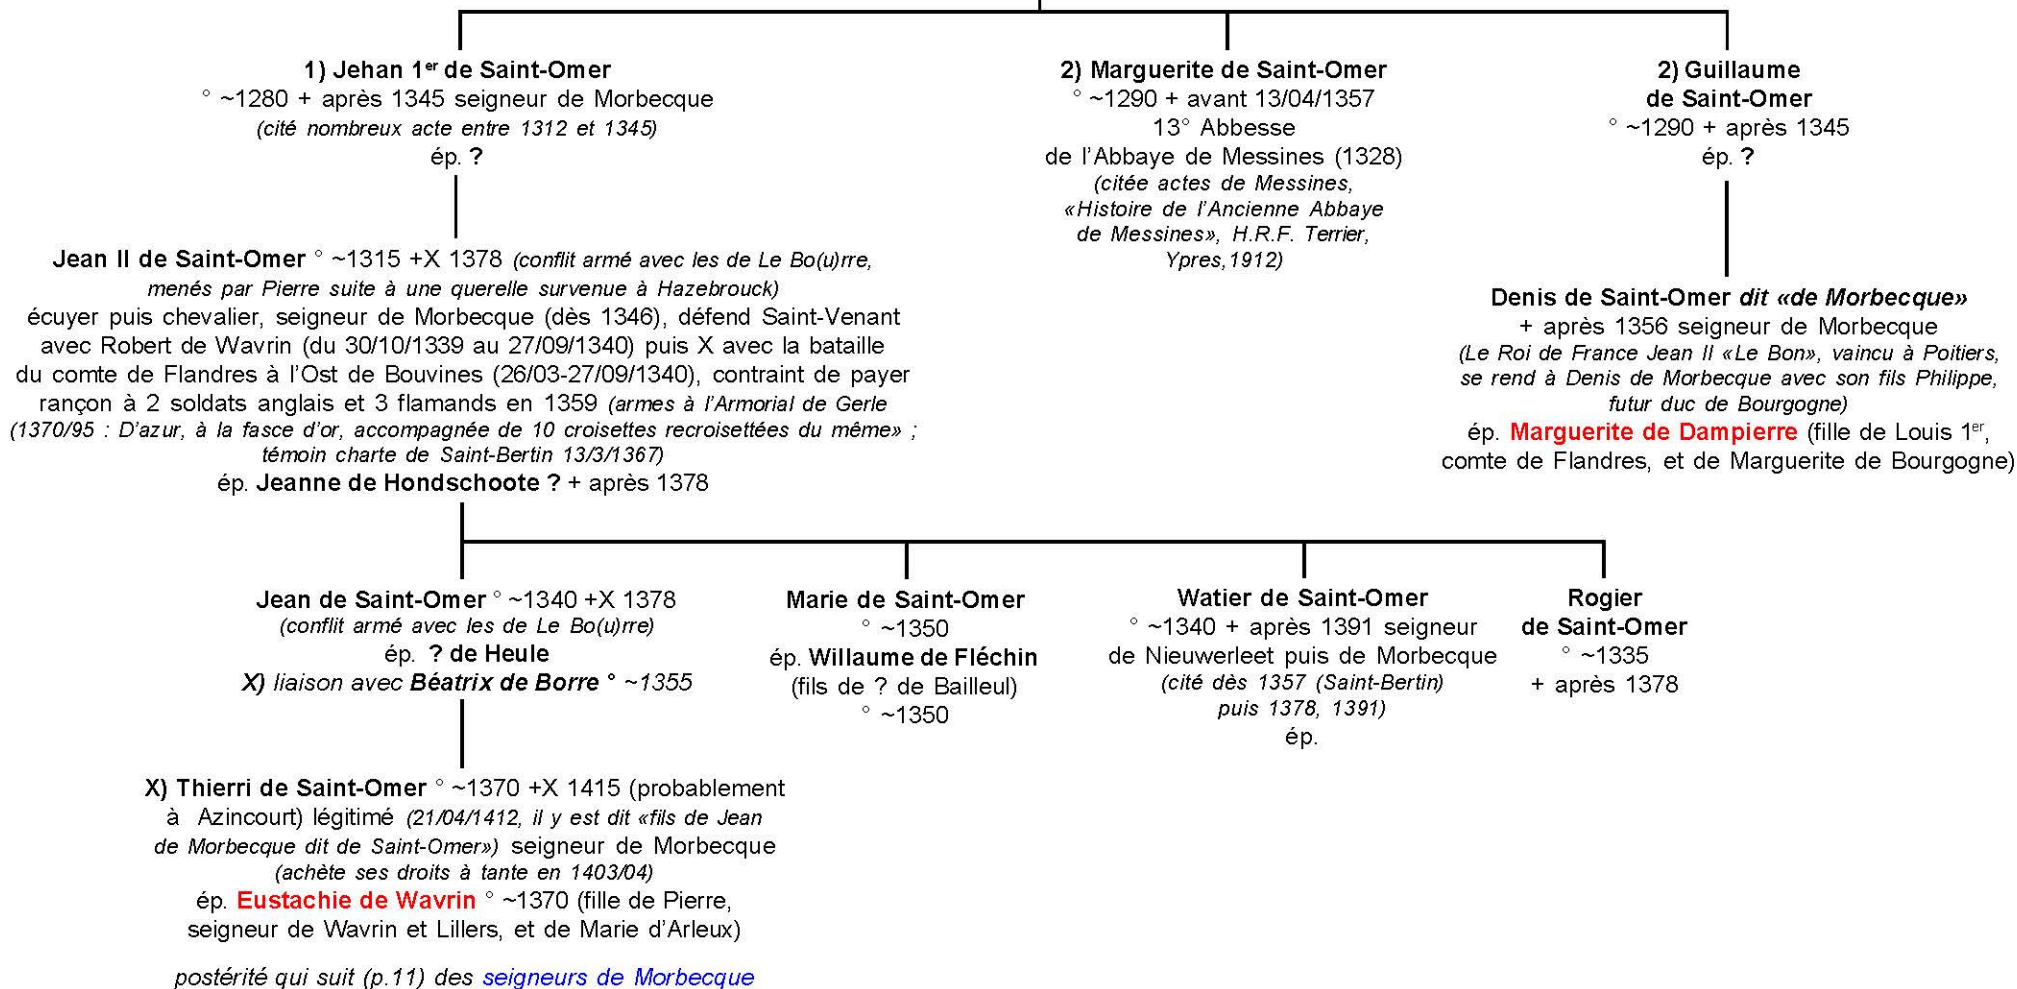 1) Jehan 1er de Saint-Omer
° ~1280 + après 1345 seigneur de Morbecque
(cité nombreux acte entre 1312 et 1345)
ép. ?
2) Marguerite de Saint-Omer
° ~1290 + avant 13/04/1357
13° Abbesse
de l'Abbaye de Messines (1328)
(citée actes de Messines,
«Histoire de l'Ancienne Abbaye
de Messines», H.R.F. Terrier,
Ypres,1912)
2) Guillaume
de Saint-Omer
° ~1290 + après 1345
ép. ?
Jean II de Saint-Omer ° ~1315 +X 1378 (conflit armé avec les de Le Bo(u)rre,
menés par Pierre suite à une querelle survenue à Hazebrouck)
écuyer puis chevalier, seigneur de Morbecque (dès 1346), défend Saint-Venant
avec Robert de Wavrin (du 30/10/1339 au 27/09/1340) puis X avec la bataille
du comte de Flandres à l'Ost de Bouvines (26/03-27/09/1340), contraint de payer
rançon à 2 soldats anglais et 3 flamands en 1359 (armes à l'Armorial de Gerle
(1370/95 : D'azur, à la fasce d'or, accompagnée de 10 croisettes recroisettées du même» ;
témoin charte de Saint-Bertin 13/3/1367)
ép. Jeanne de Hondschoote ? + après 1378
Denis de Saint-Omer dit «de Morbecque»
+ après 1356 seigneur de Morbecque
(Le Roi de France Jean II «Le Bon», vaincu à Poitiers,
se rend à Denis de Morbecque avec son fils Philippe,
futur duc de Bourgogne)
ép. Marguerite de Dampierre (fille de Louis 1er,
comte de Flandres, et de Marguerite de Bourgogne)
Jean de Saint-Omer ° ~1340 +X 1378
(conflit armé avec les de Le Bo(u)rre)
ép. ? de Heule
X) liaison avec Béatrix de Borre ° ~1355
Marie de Saint-Omer
° ~1350
ép. Willaume de Fléchin
(fils de ? de Bailleul)
° ~1350
Watier de Saint-Omer
° ~1340 + après 1391 seigneur
de Nieuwerleet puis de Morbecque
(cité dès 1357 (Saint-Bertin)
puis 1378, 1391)
ép.
Rogier
de Saint-Omer
° ~1335
+ après 1378
X) Thierri de Saint-Omer ° ~1370 +X 1415 (probablement
à Azincourt) légitimé (21/04/1412, il y est dit «fils de Jean
de Morbecque dit de Saint-Omer») seigneur de Morbecque
(achète ses droits à tante en 1403/04)
ép. Eustachie de Wavrin ° ~1370 (fille de Pierre,
seigneur de Wavrin et Lillers, et de Marie d'Arleux)
postérité qui suit (p.11) des seigneurs de Morbecque